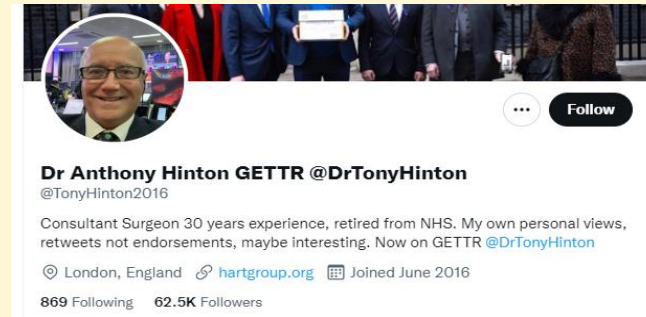 Follow
Dr Anthony Hinton GETTR @DrTonyHinton
@TonyHinton2016
Consultant Surgeon 30 years experience, retired from NHS. My own personal views,
retweets not endorsements, maybe interesting. Now on GETTR @DrTonyHinton
London, England hartgroup.org Joined June 2016
869 Following 62.5K Followers